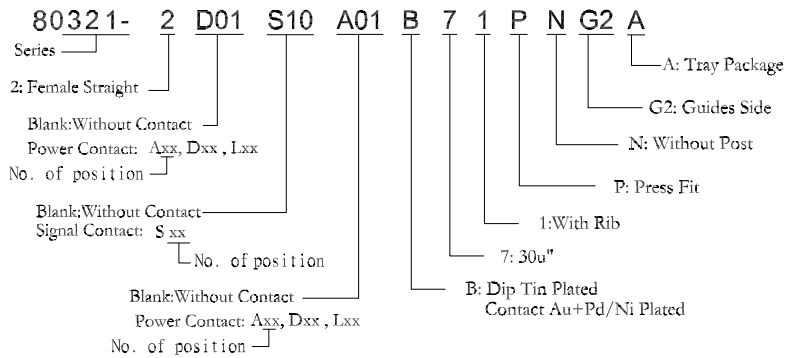 80321- 2 D01 S10 A01 B 7 1 P N G2 A
Series
A: Tray Package
2: Female Straight
G2: Guides Side
Blank:Without Contact
Power Contact: Axx, Dxx , Lxx
N: Without Post
No. of position
P: Press Fit
Blank:Without Contact
Signal Contact: S xx
1:With Rib
No. of position
7: 30u"
Blank:Without Contact
B: Dip Tin Plated
Contact Au+Pd/Ni Plated
Power Contact: Axx, Dxx , Lxx
No. of position